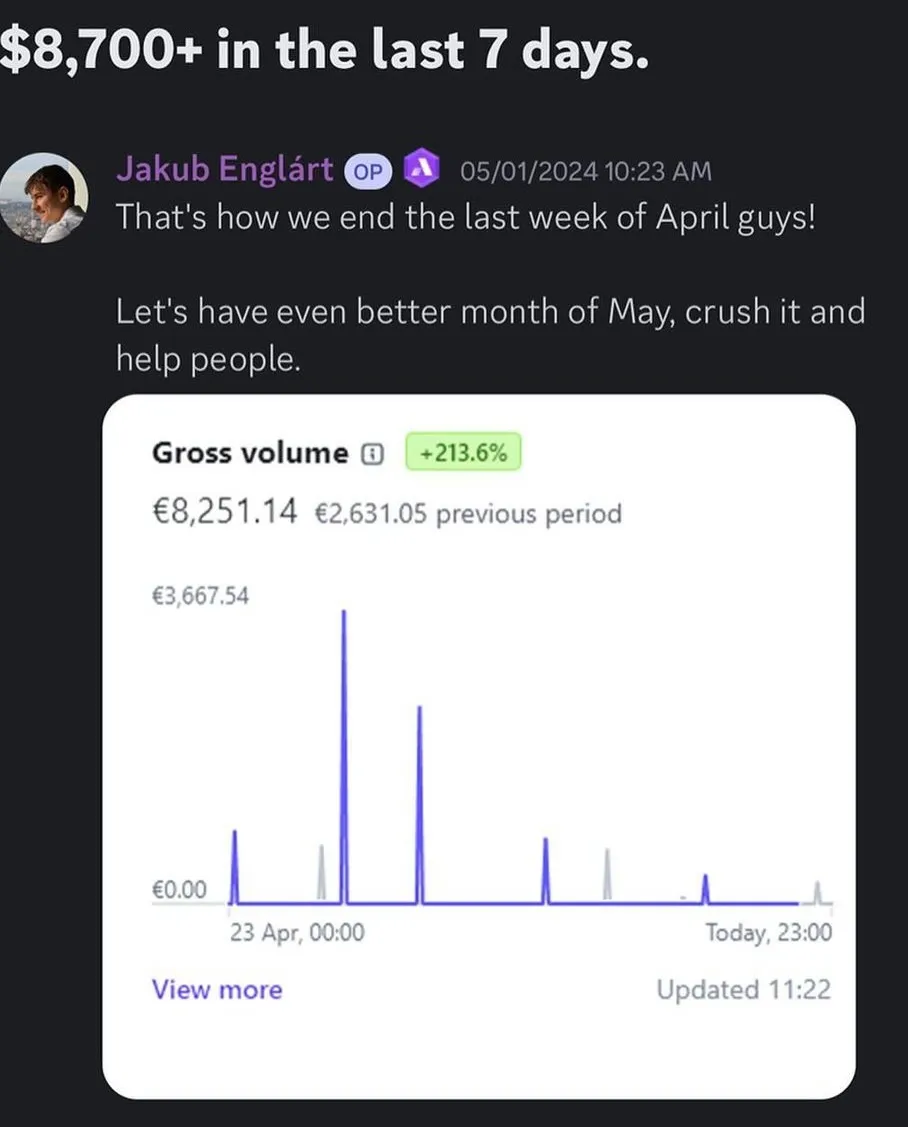 $8,700+ in the last 7 days.
Jakub Englárt OP 05/01/2024 10:23 AM
That's how we end the last week of April guys!
Let's have even better month of May, crush it and
help people.
Gross volume +213.6%
€8,251.14 €2,631.05 previous period
€3,667.54
€0.00
23 Apr, 00:00 Today, 23:00
View more Updated 11:22